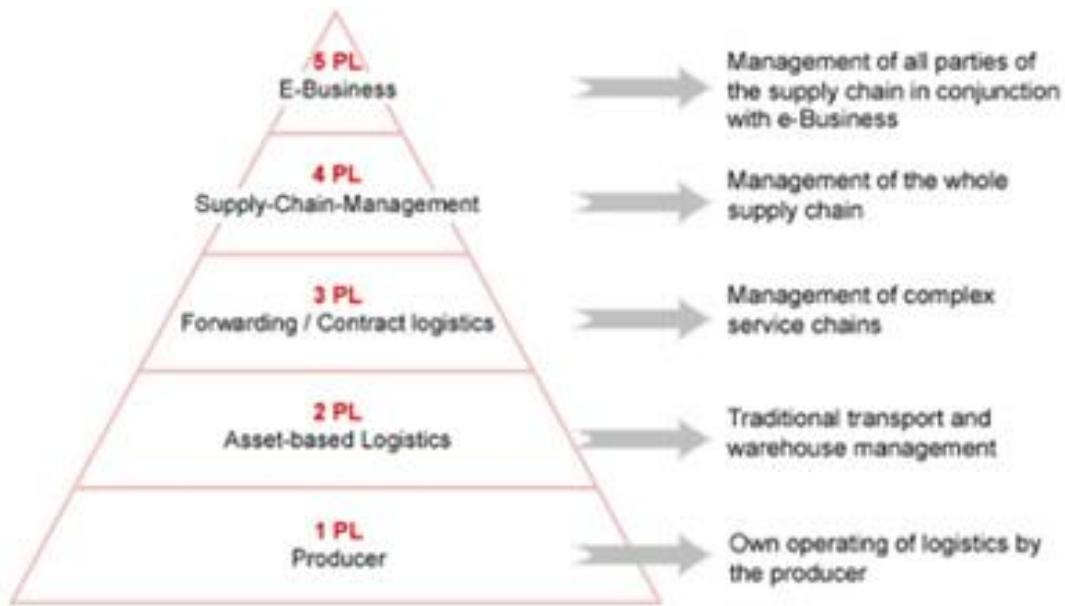 5 PL
E-Business
Management of all parties of
the supply chain in conjunction
with e-Business
4 PL
Supply-Chain-Management
Management of the whole
supply chain
3 PL
Forwarding / Contract logistics
Management of complex
service chains
2 PL
Asset-based Logistics
Traditional transport and
warehouse management
1 PL
Producer
Own operating of logistics by
the producer